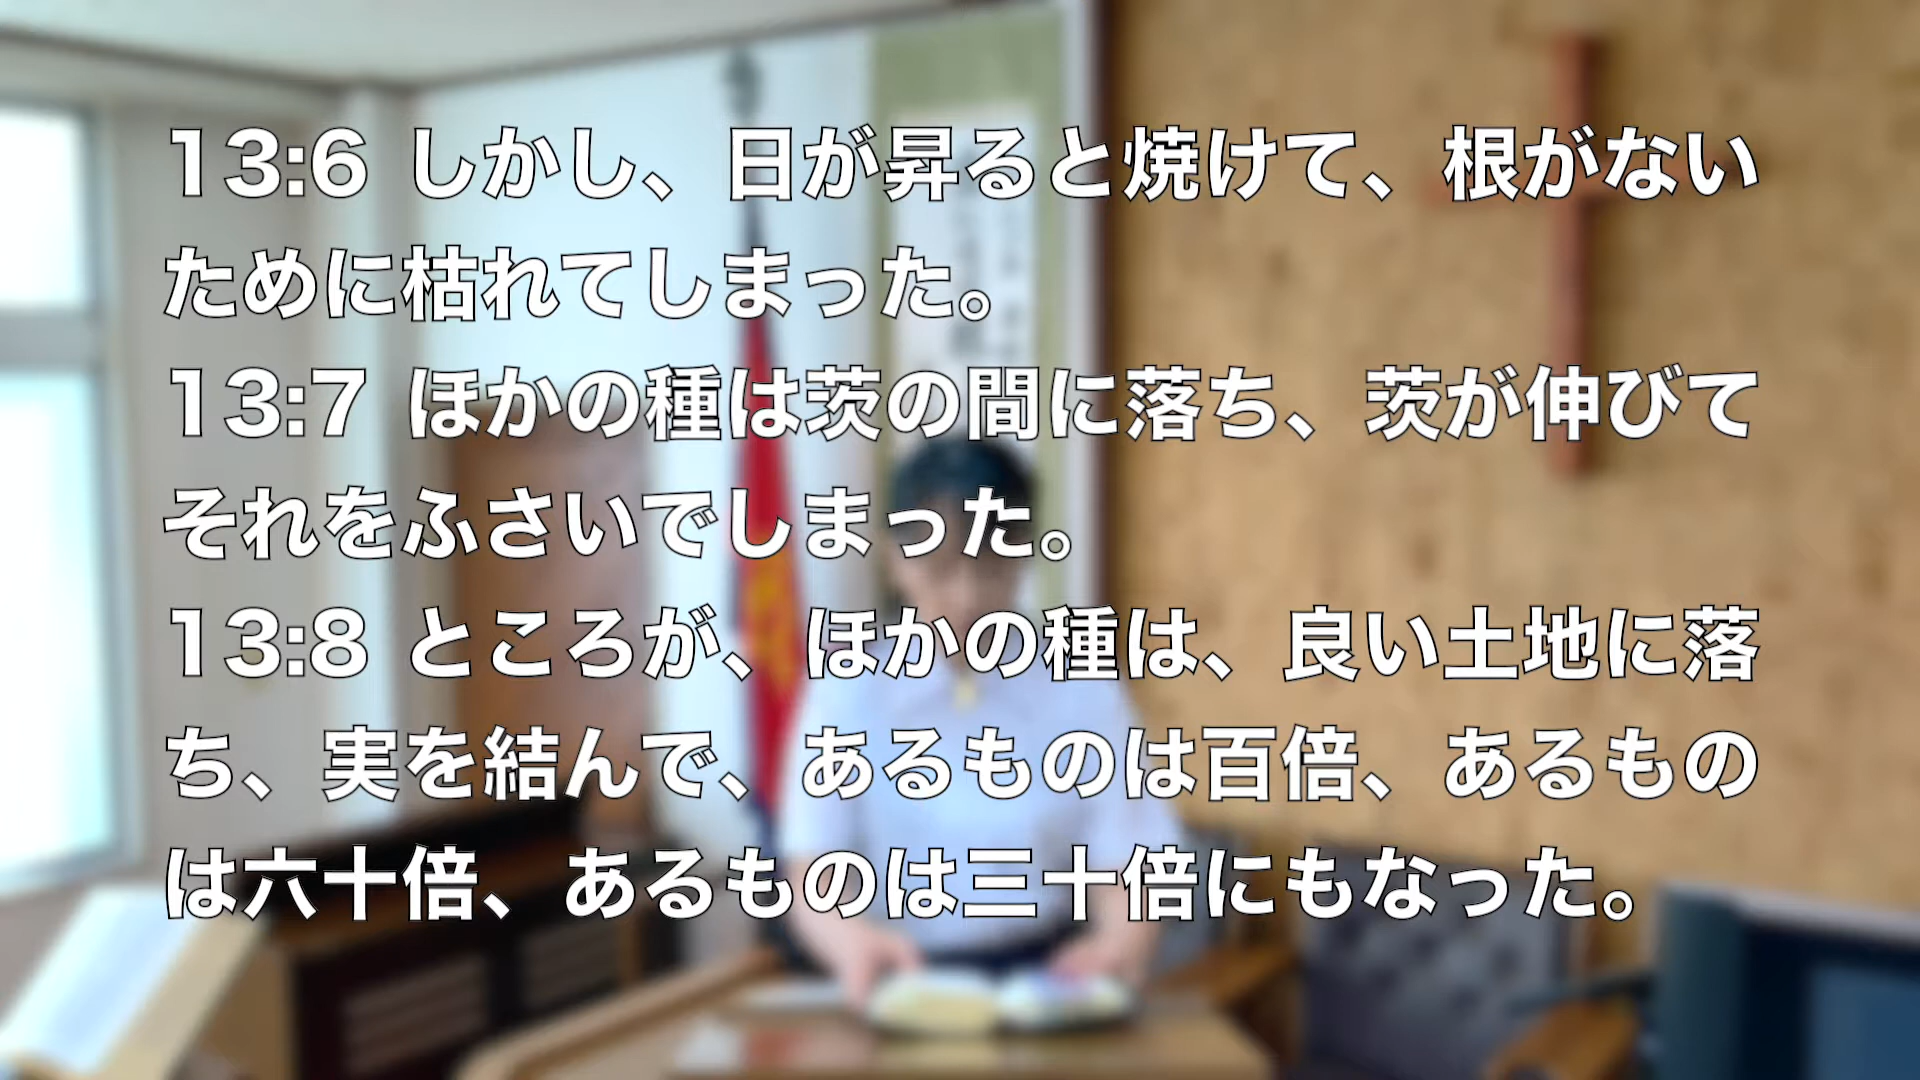 13:6 しかし、日が昇ると焼けて、根がない
ために枯れてしまった。
13:7 ほかの種は茨の間に落ち、茨が伸びて
それをふさいでしまった。
13:8 ところが、ほかの種は、良い土地に落
ち、実を結んで、あるものは百倍、あるもの
は六十倍、あるものは三十倍にもなった。